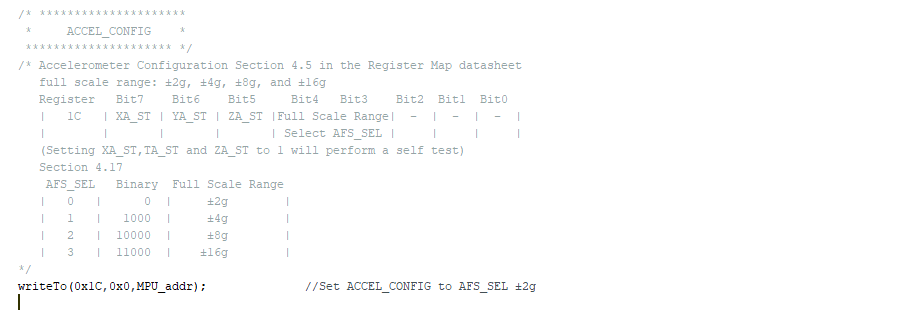 /* *********************
*     ACCEL_CONFIG    *
********************* */
/* Accelerometer Configuration Section 4.5 in the Register Map datasheet
full scale range: ±2g, ±4g, ±8g, and ±16g
Register   Bit7    Bit6    Bit5     Bit4   Bit3    Bit2  Bit1  Bit0
|   1C   | XA_ST | YA_ST | ZA_ST |Full Scale Range|  -  |  -  |  -  |
|        |       |       |       | Select AFS_SEL |     |     |     |
(Setting XA_ST,TA_ST and ZA_ST to 1 will perform a self test)
Section 4.17
AFS_SEL   Binary  Full Scale Range
|   0   |      0  |     ±2g        |
|   1   |   1000  |     ±4g        |
|   2   |  10000  |     ±8g        |
|   3   |  11000  |    ±16g        |
*/
writeTo(0x1C,0x0,MPU_addr);              //Set ACCEL_CONFIG to AFS_SEL ±2g